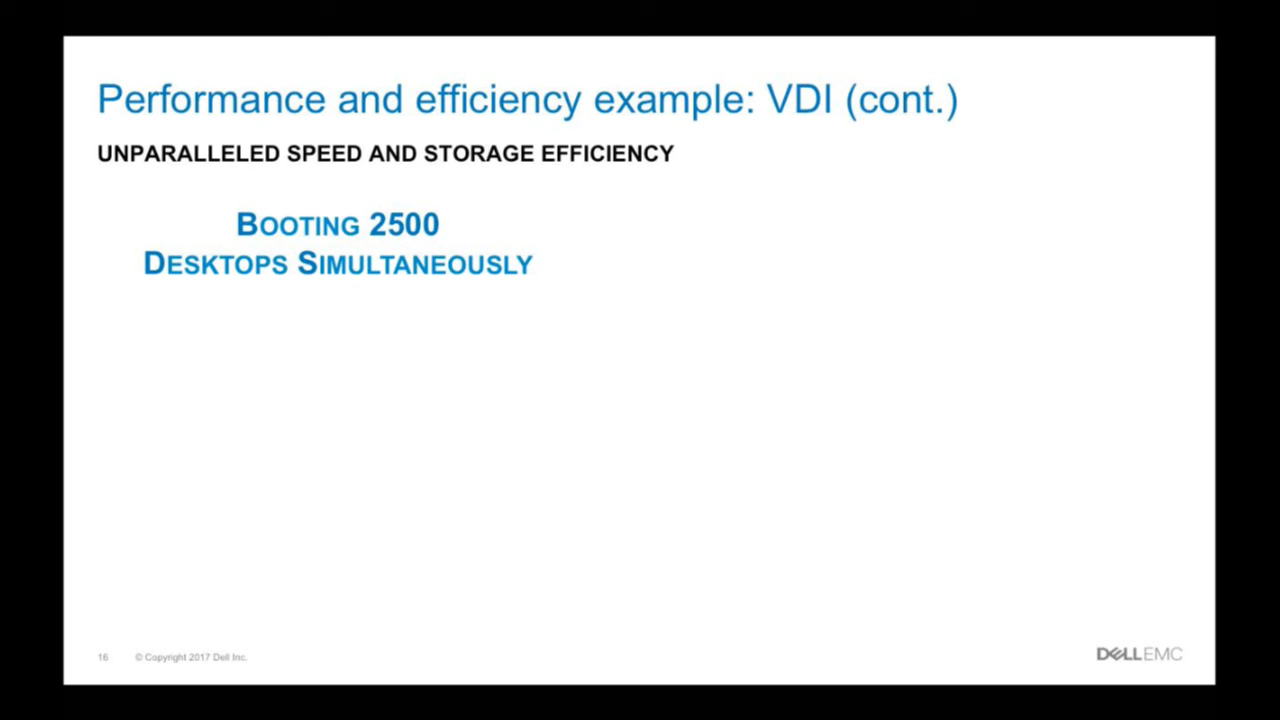 Performance and efficiency example: VDI (cont.)
UNPARALLELED SPEED AND STORAGE EFFICIENCY
BOOTING 2500
DESKTOPS SIMULTANEOUSLY
16 © Copyright 2017 Dell Inc.
DELLEMC